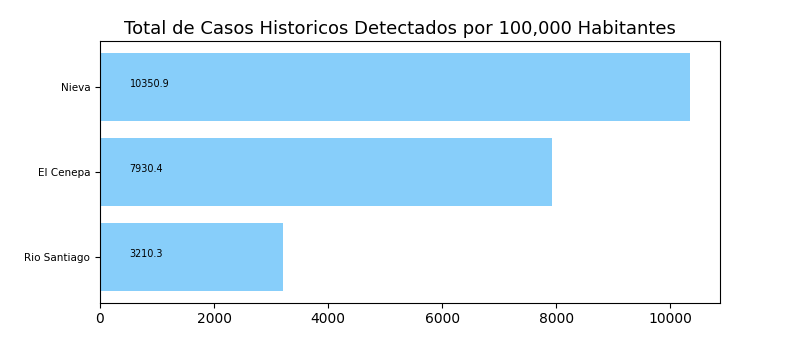 Total de Casos Historicos Detectados por 100,000 Habitantes
Nieva 10350.9
El Cenepa 7930.4
Rio Santiago 3210.3
0 2000 4000 6000 8000 10000